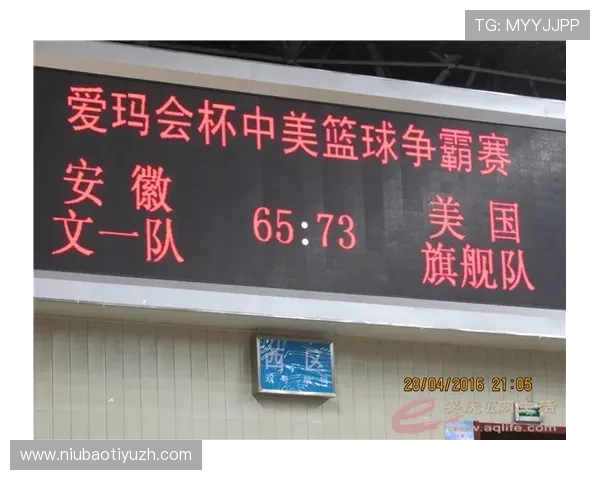 TG: MYYJJPP
爱玛会杯中美篮球争霸赛
安徽
文一队
65:73
美国
旗舰队
西区
28/04/2016 21:05
www.aqlife.com
www.niubaotiyuzh.com